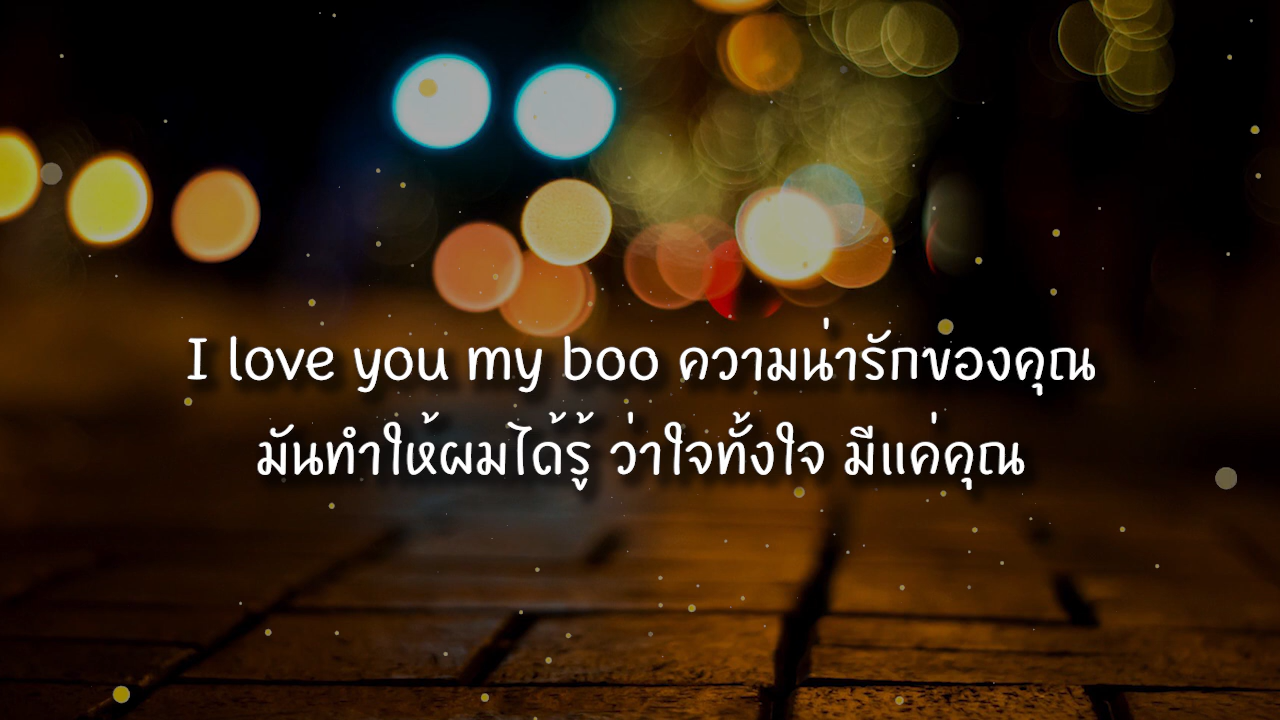 I love you my boo ความน่ารักของคุณ
มันทำให้ผมได้รู้ ว่าใจทั้งใจ มีแค่คุณ